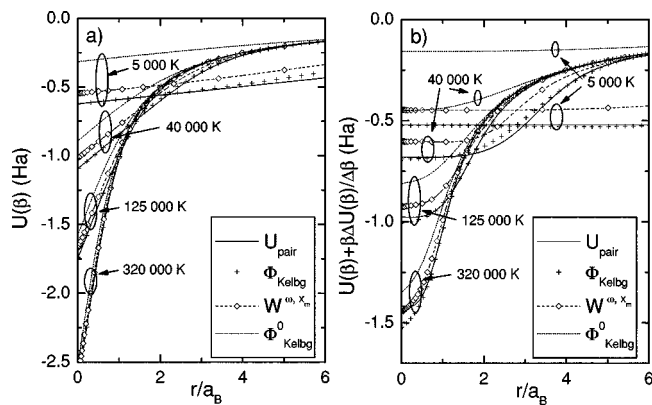 a)
U(β) (Ha)
0.0
-0.5
-1.0
-1.5
-2.0
-2.5
5 000 K
40 000 K
125 000 K
320 000 K
U_pair
Φ_Kelbg
W^ω, x_m
Φ^0_Kelbg
0 2 4 6
r/a_B
b)
U(β)+βΔU(β)/Δβ (Ha)
0.0
-0.5
-1.0
-1.5
40 000 K
5 000 K
125 000 K
320 000 K
U_pair
Φ_Kelbg
W^ω, x_m
Φ^0_Kelbg
0 2 4 6
r/a_B